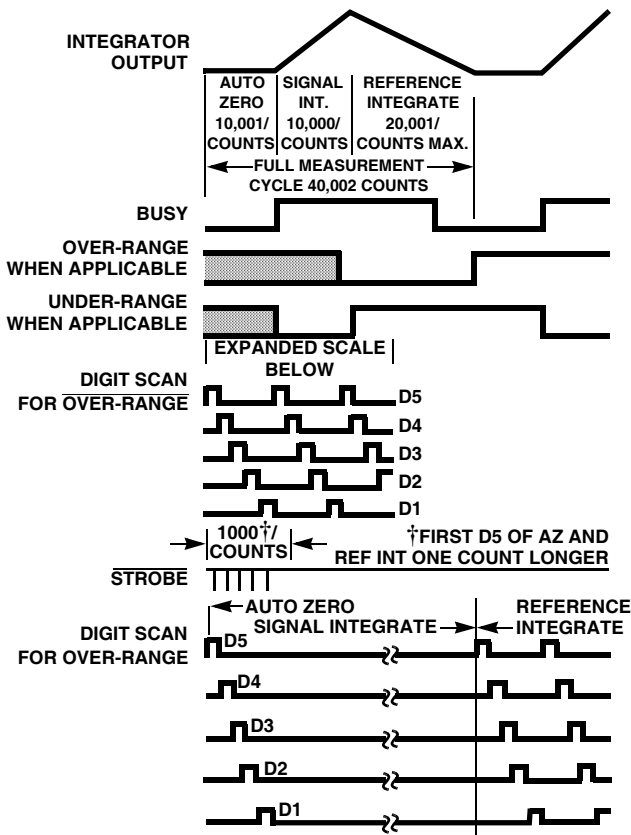 INTEGRATOR
OUTPUT
AUTO
ZERO
10,001/
COUNTS
SIGNAL
INT.
10,000/
COUNTS
REFERENCE
INTEGRATE
20,001/
COUNTS MAX.
FULL MEASUREMENT
CYCLE 40,002 COUNTS
BUSY
OVER-RANGE
WHEN APPLICABLE
UNDER-RANGE
WHEN APPLICABLE
EXPANDED SCALE
BELOW
DIGIT SCAN
FOR OVER-RANGE
D5
D4
D3
D2
D1
1000†/
COUNTS
†FIRST D5 OF AZ AND
REF INT ONE COUNT LONGER
STROBE
AUTO ZERO
SIGNAL INTEGRATE
REFERENCE
INTEGRATE
DIGIT SCAN
FOR OVER-RANGE
D5
D4
D3
D2
D1